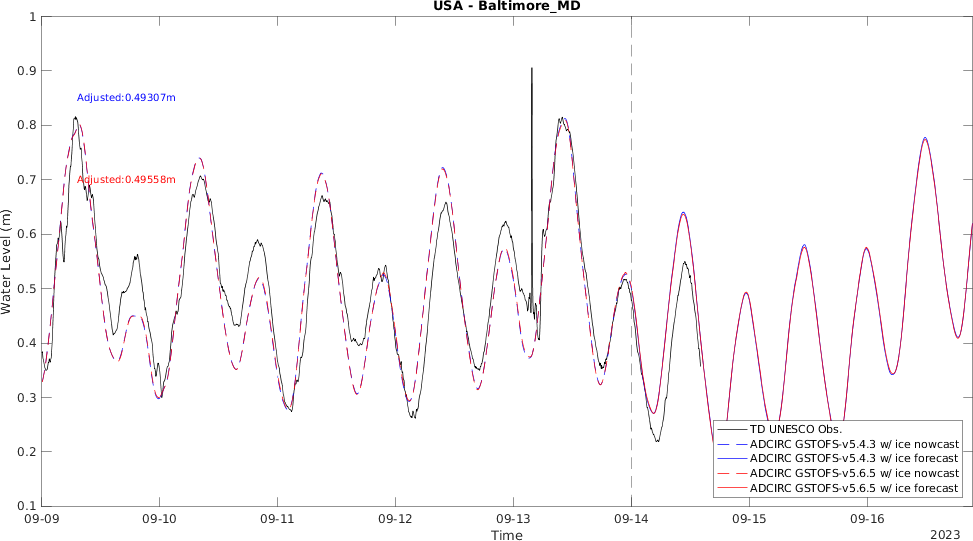 USA - Baltimore_MD
1
0.9
0.8
0.7
0.6
0.5
0.4
0.3
0.2
0.1
Water Level (m)
Adjusted:0.49307m
Adjusted:0.49558m
TD UNESCO Obs.
ADCIRC GSTOFS-v5.4.3 w/ ice nowcast
ADCIRC GSTOFS-v5.4.3 w/ ice forecast
ADCIRC GSTOFS-v5.6.5 w/ ice nowcast
ADCIRC GSTOFS-v5.6.5 w/ ice forecast
09-09 09-10 09-11 09-12 09-13 09-14 09-15 09-16
Time
2023